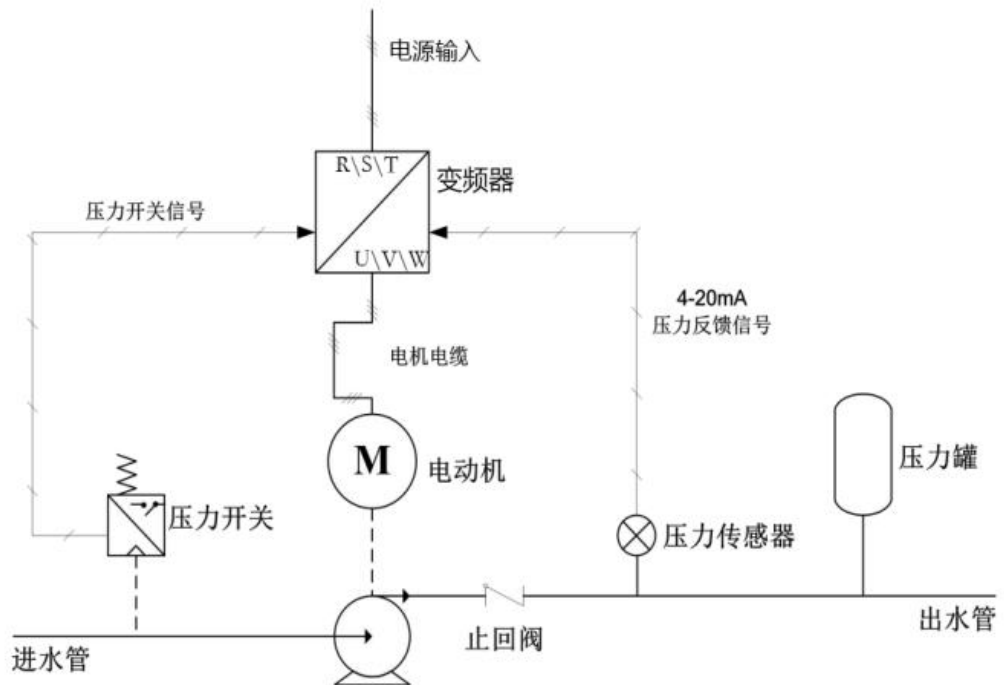 电源输入
R\S\T
变频器
压力开关信号
U\V\W
4-20mA
压力反馈信号
电机电缆
M
电动机
压力罐
压力开关
压力传感器
止回阀
出水管
进水管